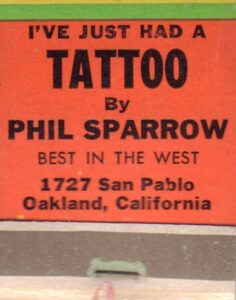 I'VE JUST HAD A
TATTOO
By
PHIL SPARROW
BEST IN THE WEST
1727 San Pablo
Oakland, California